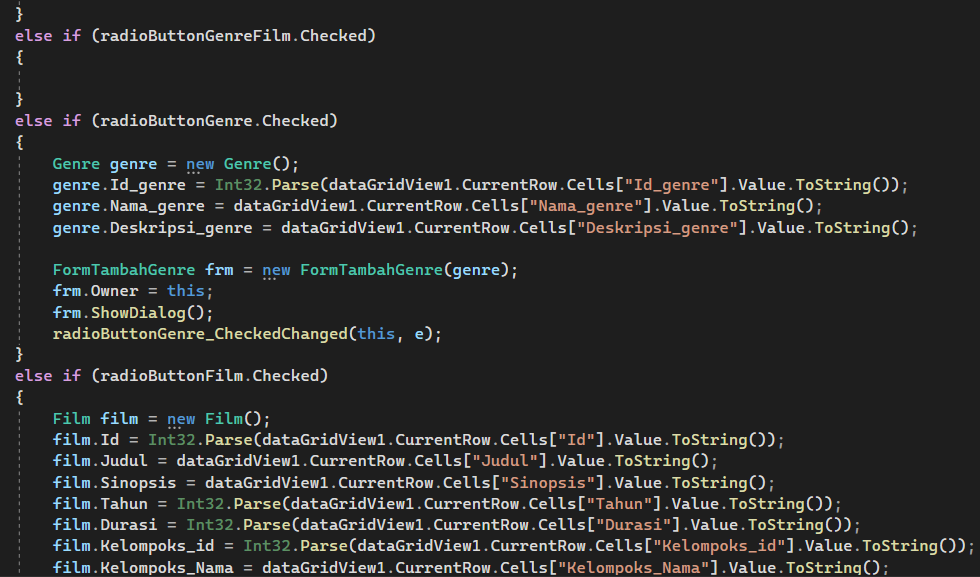 }
else if (radioButtonGenreFilm.Checked)
{
}
else if (radioButtonGenre.Checked)
{
Genre genre = new Genre();
genre.Id_genre = Int32.Parse(dataGridView1.CurrentRow.Cells["Id_genre"].Value.ToString());
genre.Nama_genre = dataGridView1.CurrentRow.Cells["Nama_genre"].Value.ToString();
genre.Deskripsi_genre = dataGridView1.CurrentRow.Cells["Deskripsi_genre"].Value.ToString();
FormTambahGenre frm = new FormTambahGenre(genre);
frm.Owner = this;
frm.ShowDialog();
radioButtonGenre_CheckedChanged(this, e);
}
else if (radioButtonFilm.Checked)
{
Film film = new Film();
film.Id = Int32.Parse(dataGridView1.CurrentRow.Cells["Id"].Value.ToString());
film.Judul = dataGridView1.CurrentRow.Cells["Judul"].Value.ToString();
film.Sinopsis = dataGridView1.CurrentRow.Cells["Sinopsis"].Value.ToString();
film.Tahun = Int32.Parse(dataGridView1.CurrentRow.Cells["Tahun"].Value.ToString());
film.Durasi = Int32.Parse(dataGridView1.CurrentRow.Cells["Durasi"].Value.ToString());
film.Kelompoks_id = Int32.Parse(dataGridView1.CurrentRow.Cells["Kelompoks_id"].Value.ToString());
film.Kelompoks_Nama = dataGridView1.CurrentRow.Cells["Kelompoks_Nama"].Value.ToString();